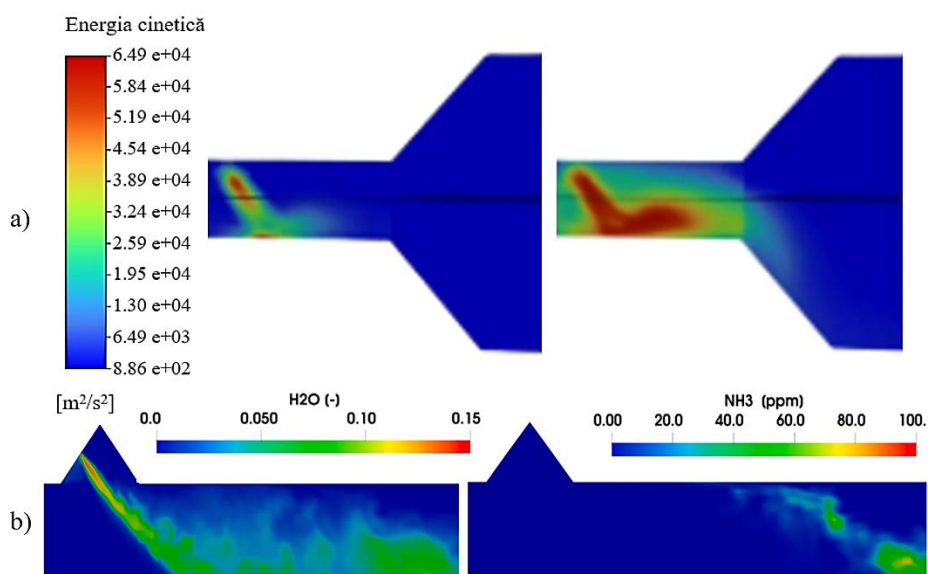 Energia cinetică
6.49 e+04
5.84 e+04
5.19 e+04
4.54 e+04
3.89 e+04
3.24 e+04
2.59 e+04
1.95 e+04
1.30 e+04
6.49 e+03
8.86 e+02
[m²/s²]
a)
H2O (-)
0.0 0.050 0.10 0.15
NH3 (ppm)
0.00 20.0 40.0 60.0 80.0 100.
b)